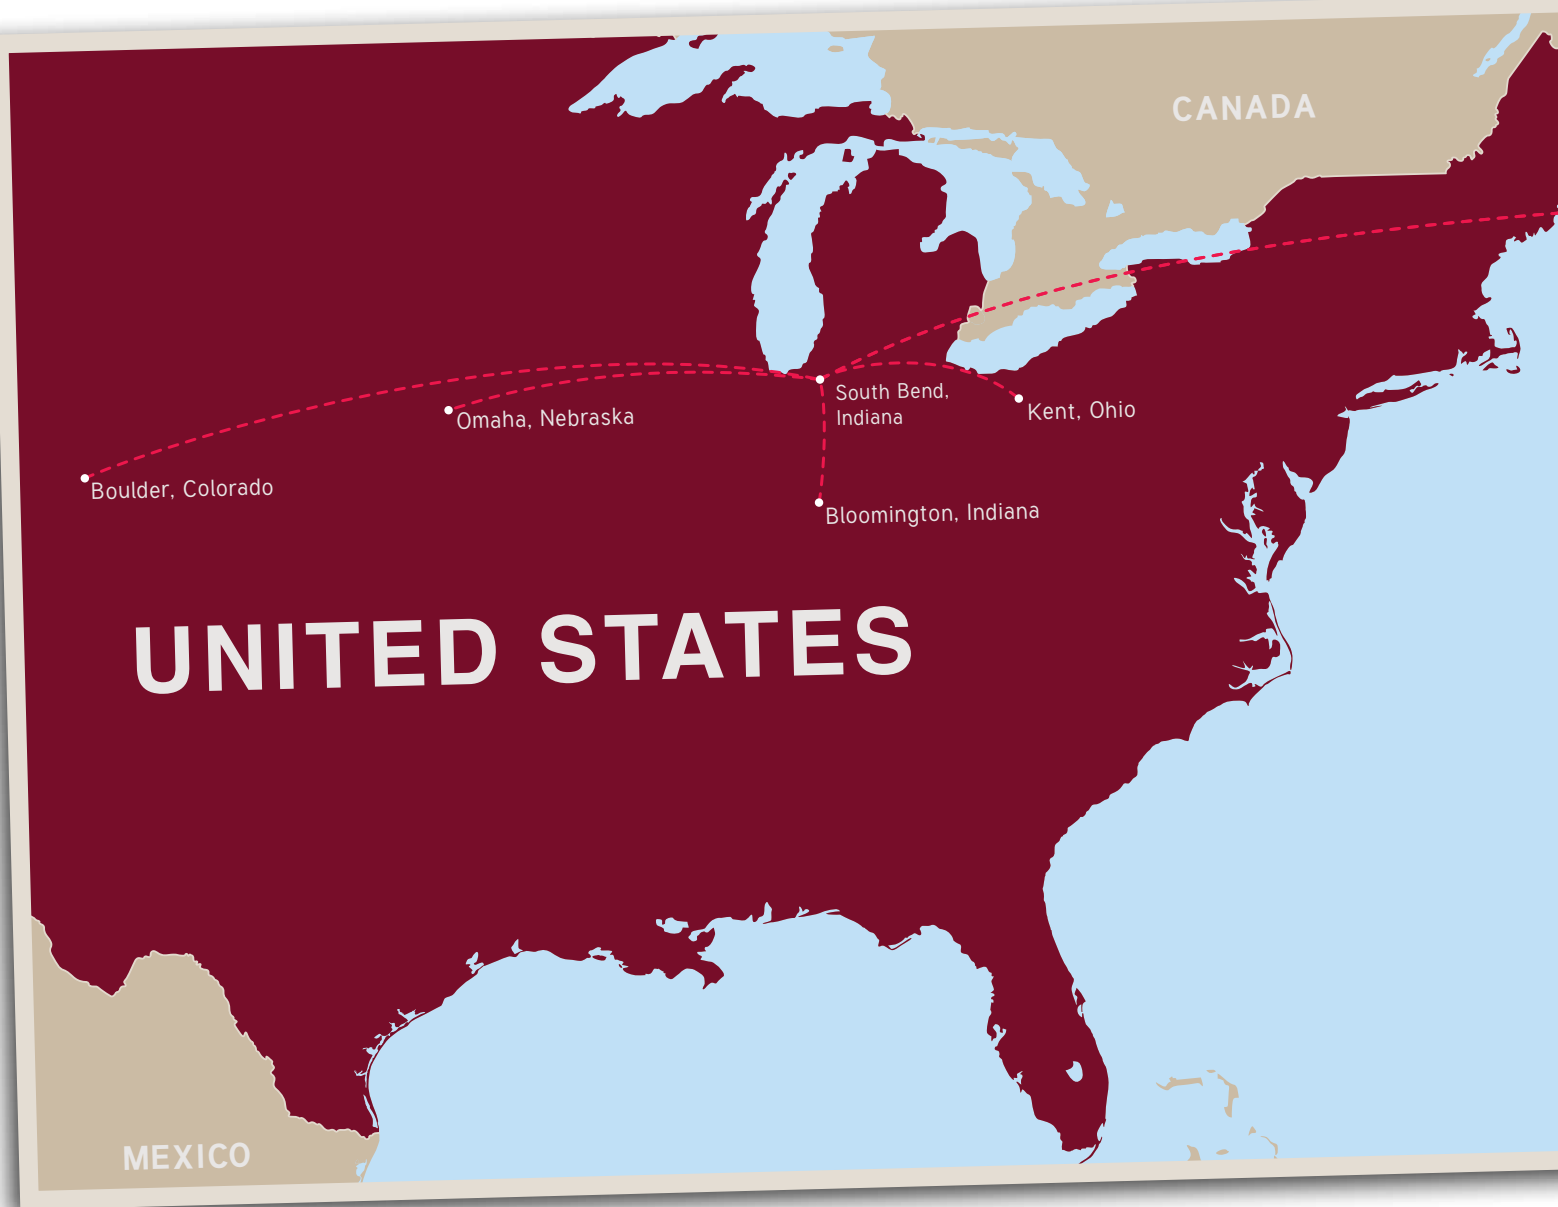 CANADA
South Bend,
Indiana
Omaha, Nebraska
Kent, Ohio
Boulder, Colorado
Bloomington, Indiana
UNITED STATES
MEXICO